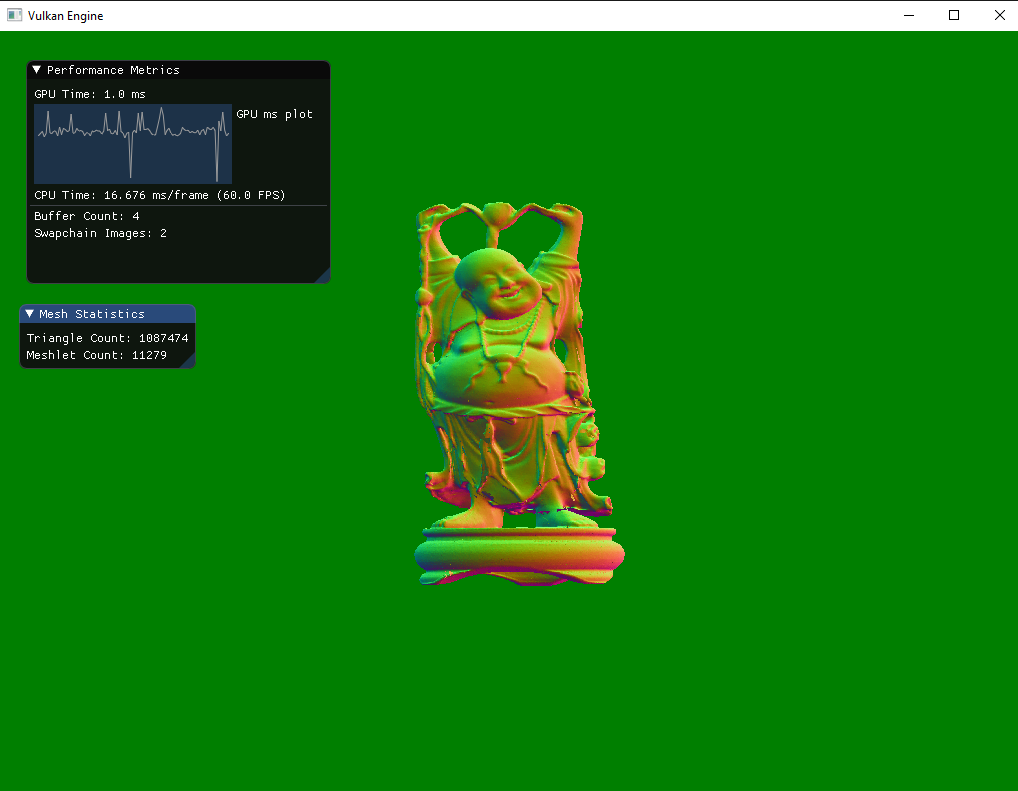 Vulkan Engine
Performance Metrics
GPU Time: 1.0 ms
GPU ms plot
CPU Time: 16.676 ms/frame (60.0 FPS)
Buffer Count: 4
Swapchain Images: 2
Mesh Statistics
Triangle Count: 1087474
Meshlet Count: 11279